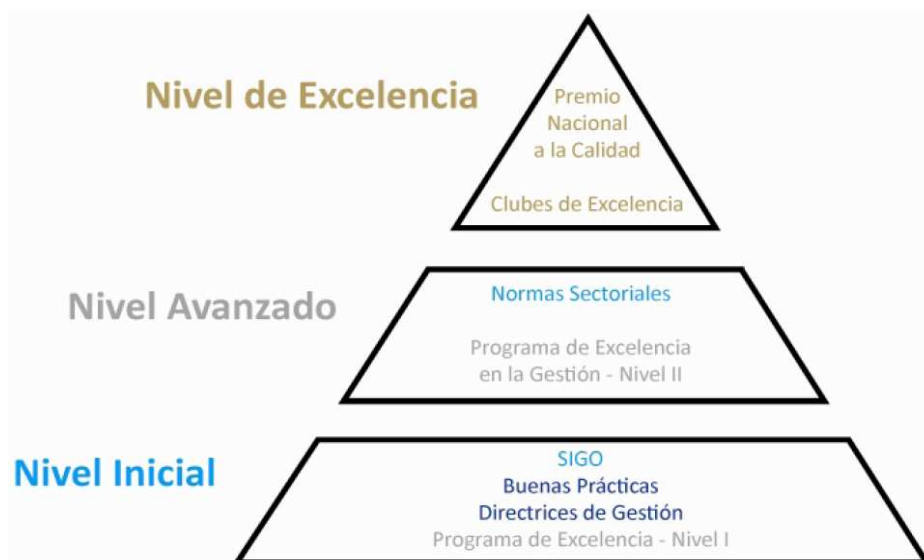 Nivel de Excelencia
Premio
Nacional
a la Calidad
Clubes de Excelencia
Nivel Avanzado
Normas Sectoriales
Programa de Excelencia
en la Gestión - Nivel II
Nivel Inicial
SIGO
Buenas Prácticas
Directrices de Gestión
Programa de Excelencia - Nivel I